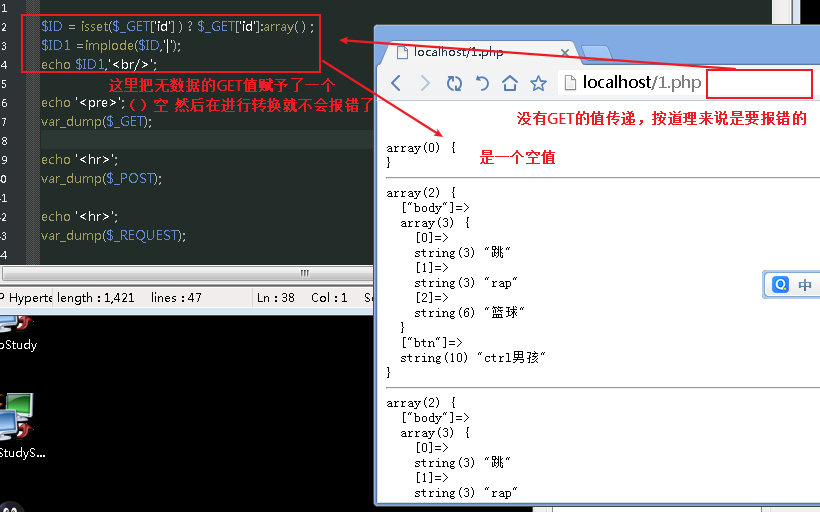 1
2 $ID = isset($_GET['id'] ) ? $_GET['id']:array() ;
3 $ID1 =implode($ID,'|');
4 echo $ID1,'<br/>';
这里把无数据的GET值赋予了一个
6 echo '<pre>';
（ ）空 然后在进行转换就不会报错了
7 var_dump($_GET);
8
9 echo '<hr>';
0 var_dump($_POST);
1
2 echo '<hr>';
3 var_dump($_REQUEST);
4
P Hyperte length : 1,421 lines : 47 Ln : 38 Col : 1
pStudy
StudyS...
localhost/1.php
localhost/1.php
没有GET的值传递，按道理来说是要报错的
是一个空值
array(0) {
}
array(2) {
["body"]=>
array(3) {
[0]=>
string(3) "跳"
[1]=>
string(3) "rap"
[2]=>
string(6) "篮球"
}
["btn"]=>
string(10) "ctrl男孩"
}
array(2) {
["body"]=>
array(3) {
[0]=>
string(3) "跳"
[1]=>
string(3) "rap"
中